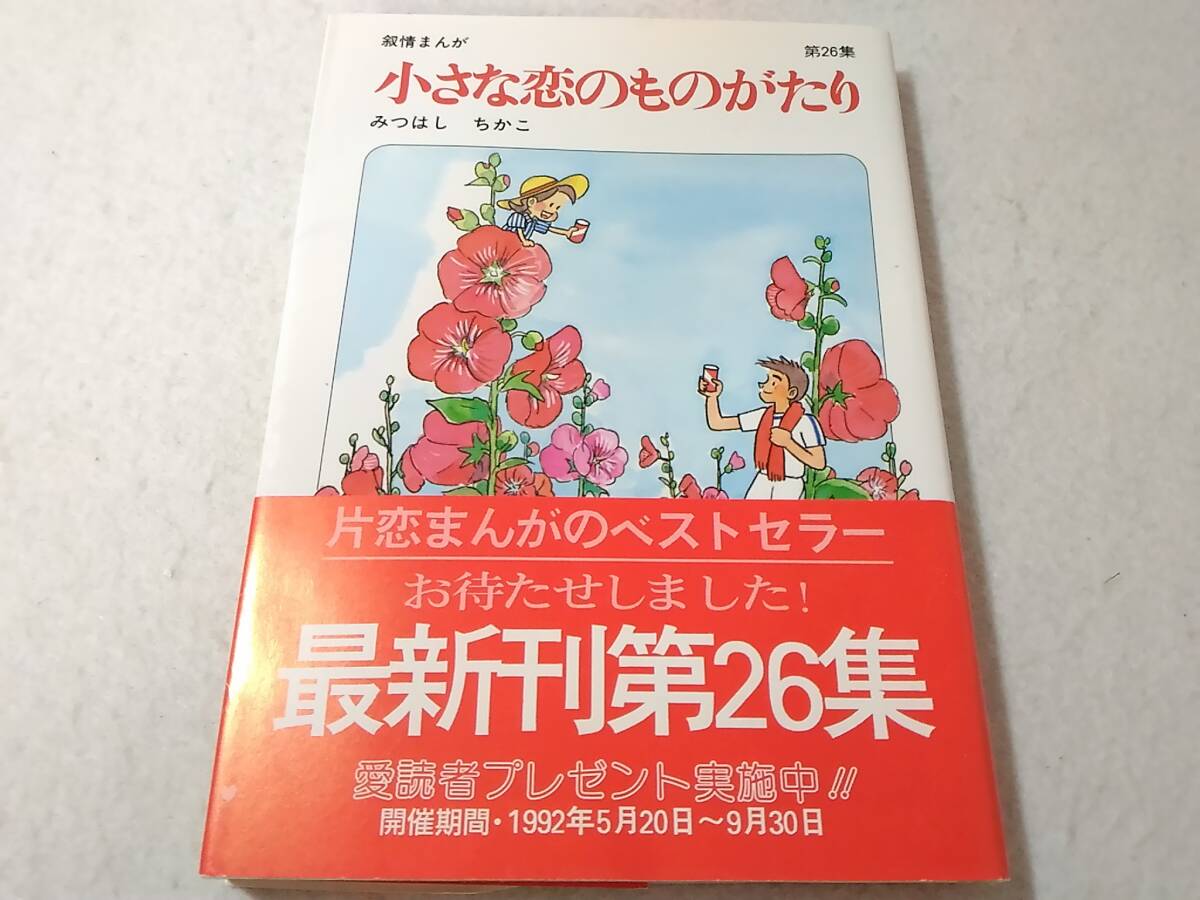 叙情まんが
第26集
小さな恋のものがたり
みつはし ちかこ
片恋まんがのベストセラー
お待たせしました!
最新刊第26集
愛読者プレゼント実施中!!
開催期間・1992年5月20日〜9月30日